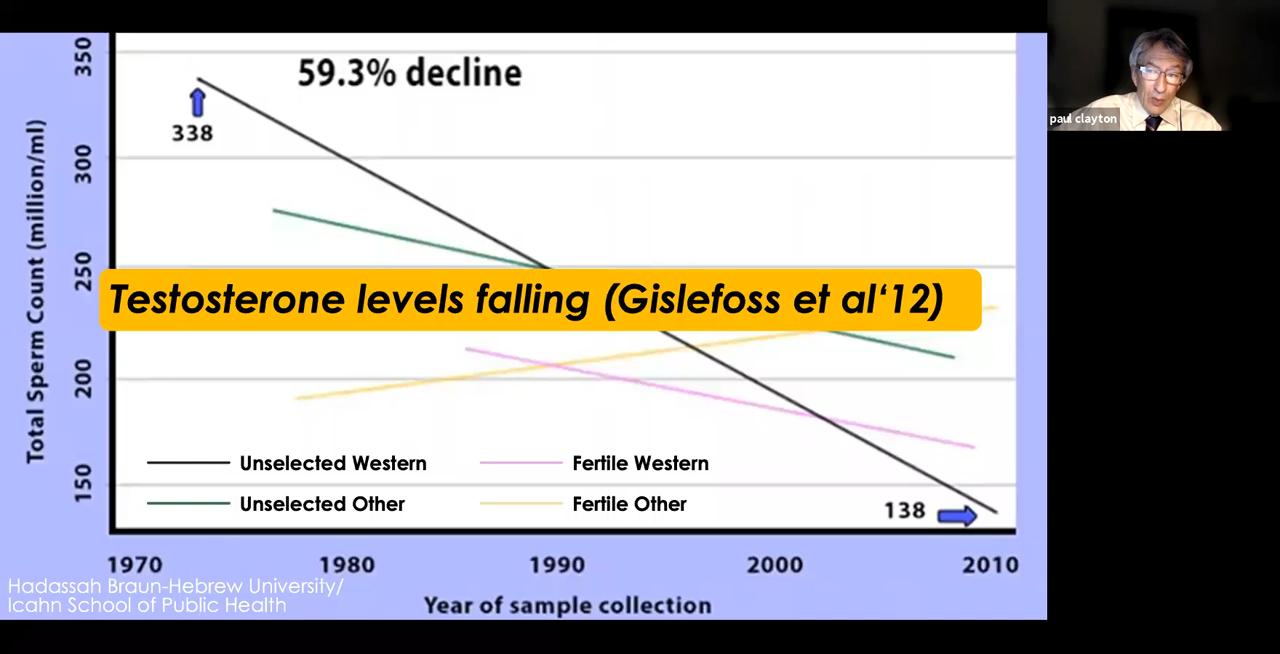 350
300
250
200
150
Total Sperm Count (million/ml)
59.3% decline
338
Testosterone levels falling (Gislefoss et al‘12)
Unselected Western
Fertile Western
Unselected Other
Fertile Other
138
1970 1980 1990 2000 2010
Year of sample collection
Hadassah Braun-Hebrew University/
Icahn School of Public Health
paul clayton